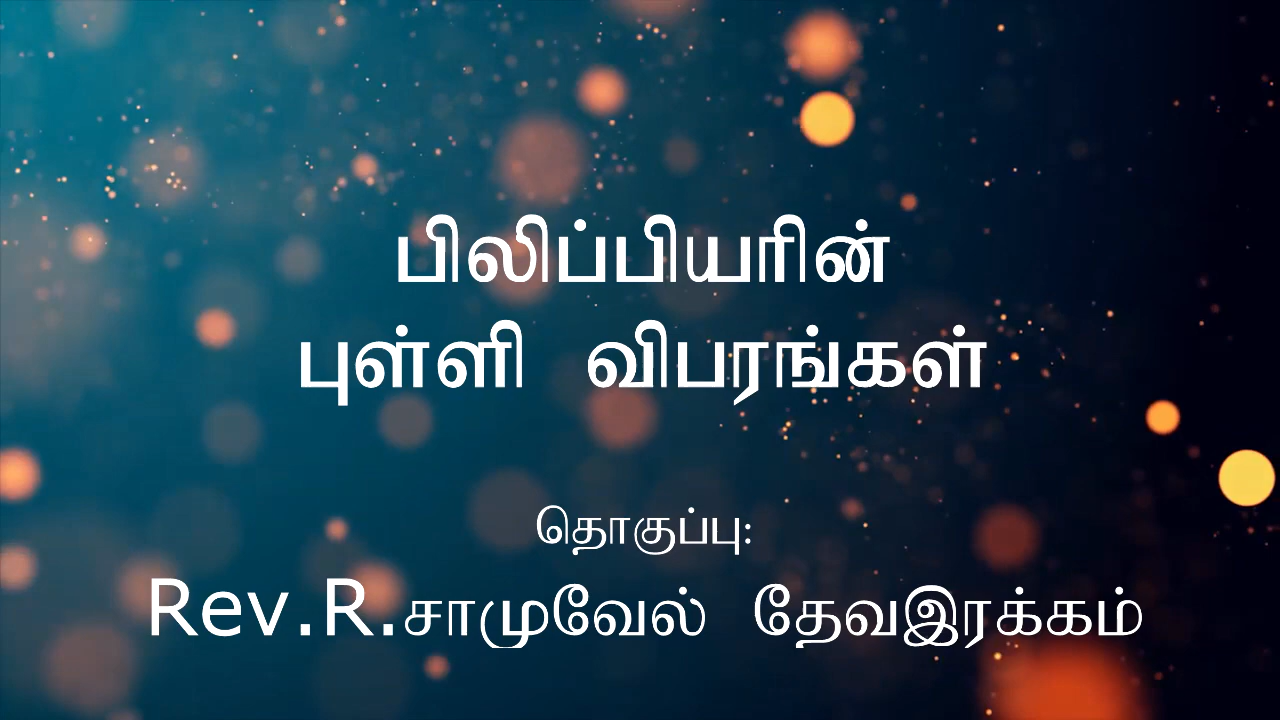 பிலிப்பியரின்
புள்ளி விபரங்கள்
தொகுப்பு:
Rev.R.சாமுவேல் தேவஇரக்கம்